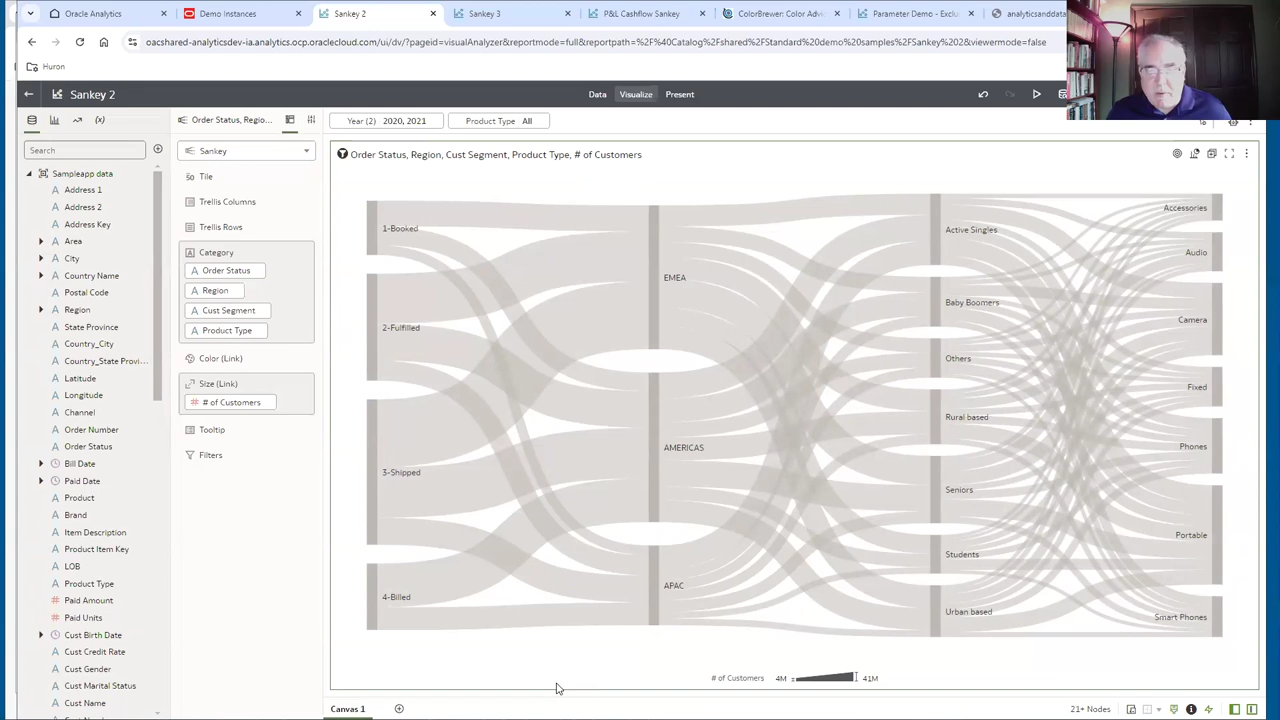 Oracle Analytics
Demo Instances
Sankey 2
Sankey 3
P&L Cashflow Sankey
ColorBrewer: Color Advic
Parameter Demo - Exclus
analyticsanddata
oacshared-analyticsdev-ia.analytics.ocp.oraclecloud.com/ui/dv/?pageid=visualAnalyzer&reportmode=full&reportpath=%2F%40Catalog%2Fshared%2FStandard%20demo%20samples%2FSankey%202&viewermode=false
Huron
Sankey 2
Data
Visualize
Present
Order Status, Regio...
Year (2) 2020, 2021
Product Type All
Search
Sampleapp data
Address 1
Address 2
Address Key
Area
City
Country Name
Postal Code
Region
State Province
Country_City
Country_State Provi...
Latitude
Longitude
Channel
Order Number
Order Status
Bill Date
Paid Date
Product
Brand
Item Description
Product Item Key
LOB
Product Type
Paid Amount
Paid Units
Cust Birth Date
Cust Credit Rate
Cust Gender
Cust Marital Status
Cust Name
Sankey
Tile
Trellis Columns
Trellis Rows
Category
Order Status
Region
Cust Segment
Product Type
Color (Link)
Size (Link)
# of Customers
Tooltip
Filters
Order Status, Region, Cust Segment, Product Type, # of Customers
1-Booked
2-Fulfilled
3-Shipped
4-Billed
EMEA
AMERICAS
APAC
Active Singles
Baby Boomers
Others
Rural based
Seniors
Students
Urban based
Accessories
Audio
Camera
Fixed
Phones
Portable
Smart Phones
# of Customers 4M 41M
Canvas 1
21+ Nodes